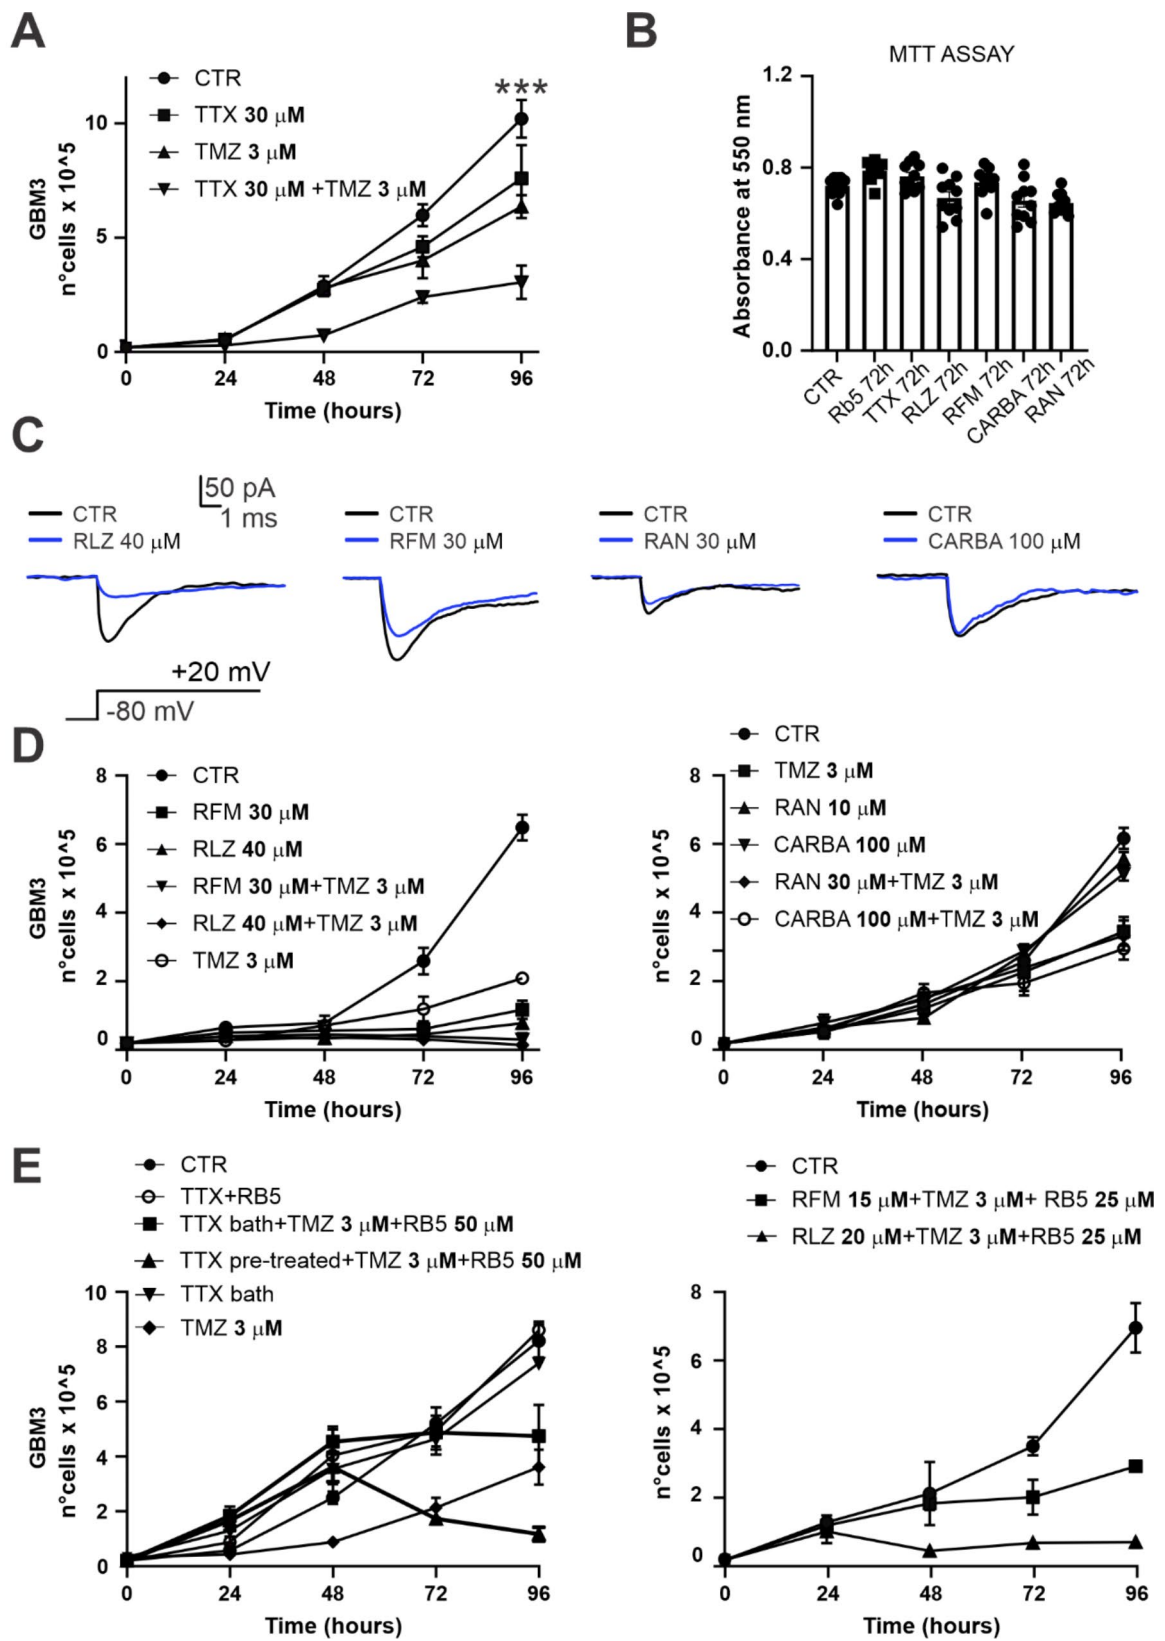 A
CTR
TTX 30 μM
TMZ 3 μM
TTX 30 μM +TMZ 3 μM
***
GBM3
n°cells x 10^5
10
5
0
0 24 48 72 96
Time (hours)
B
MTT ASSAY
Absorbance at 550 nm
1.2
0.8
0.4
0.0
CTR
Rb5 72h
TTX 72h
RLZ 72h
RFM 72h
CARBA 72h
RAN 72h
C
50 pA
1 ms
CTR
RLZ 40 μM
CTR
RFM 30 μM
CTR
RAN 30 μM
CTR
CARBA 100 μM
+20 mV
-80 mV
D
CTR
RFM 30 μM
RLZ 40 μM
RFM 30 μM+TMZ 3 μM
RLZ 40 μM+TMZ 3 μM
TMZ 3 μM
GBM3
n°cells x 10^5
8
6
4
2
0
0 24 48 72 96
Time (hours)
CTR
TMZ 3 μM
RAN 10 μM
CARBA 100 μM
RAN 30 μM+TMZ 3 μM
CARBA 100 μM+TMZ 3 μM
n°cells x 10^5
8
6
4
2
0
0 24 48 72 96
Time (hours)
E
CTR
TTX+RB5
TTX bath+TMZ 3 μM+RB5 50 μM
TTX pre-treated+TMZ 3 μM+RB5 50 μM
TTX bath
TMZ 3 μM
GBM3
n°cells x 10^5
10
8
6
4
2
0
0 24 48 72 96
Time (hours)
CTR
RFM 15 μM+TMZ 3 μM+ RB5 25 μM
RLZ 20 μM+TMZ 3 μM+RB5 25 μM
n°cells x 10^5
8
6
4
2
0
0 24 48 72 96
Time (hours)